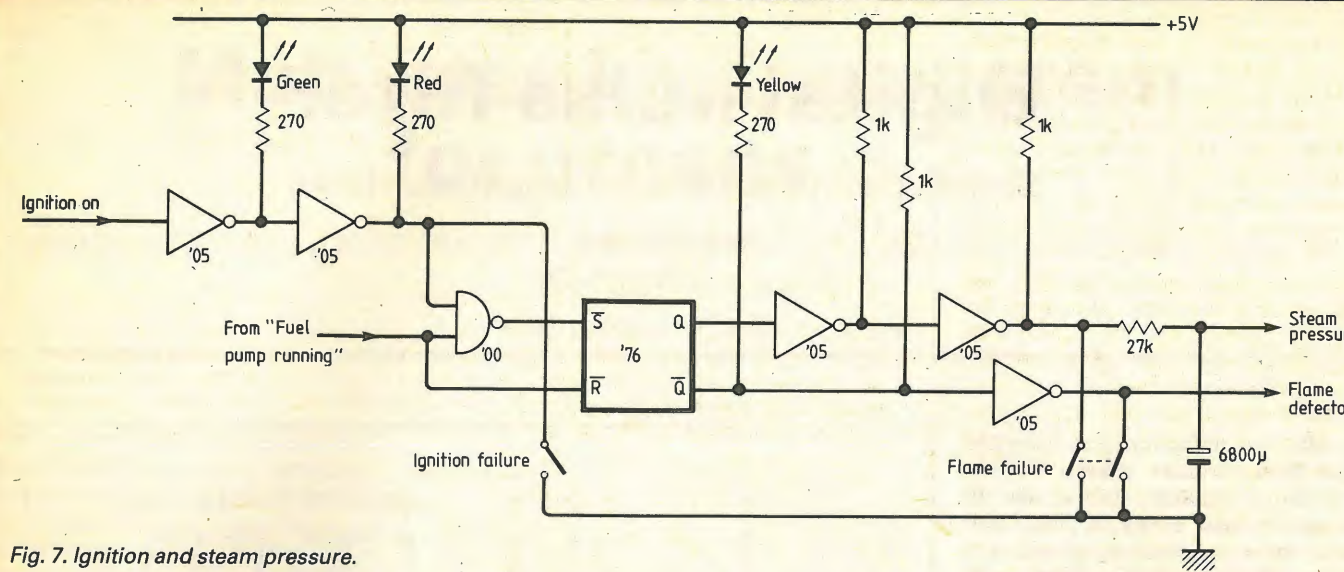 +5V
Green
Red
Yellow
270
270
270
1k
1k
1k
Ignition on
'05
'05
From "Fuel
pump running"
'00
S̅
R̅
'76
Q
Q̅
'05
'05
'05
27k
Steam
pressu
Flame
detecto
Ignition failure
Flame failure
6800µ
Fig. 7. Ignition and steam pressure.